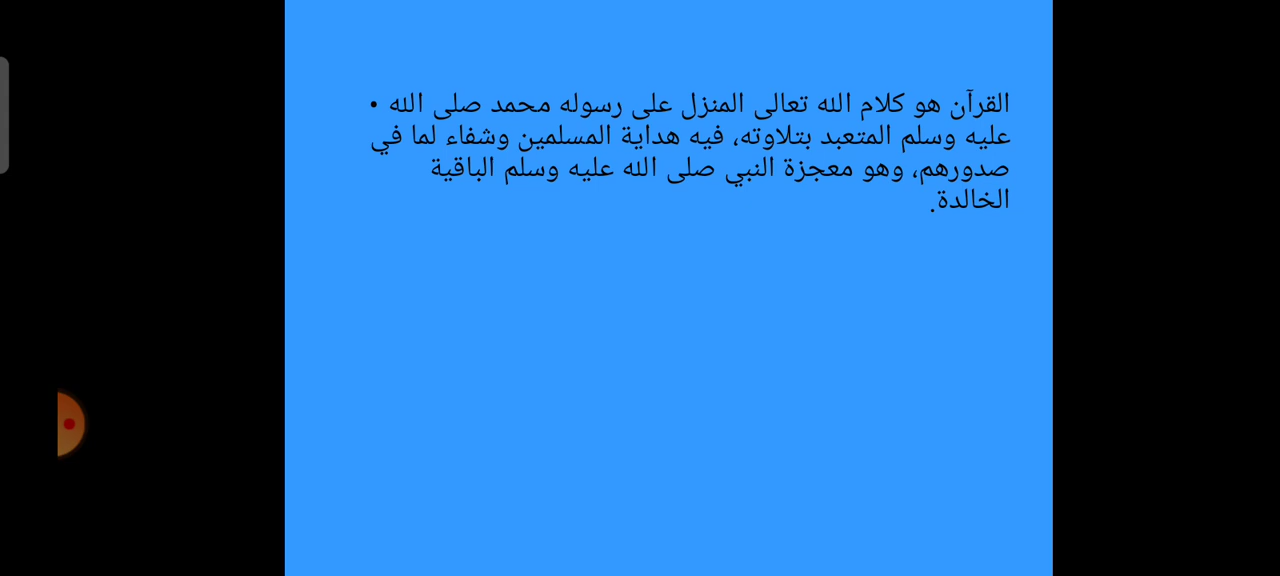 القرآن هو كلام الله تعالى المنزل على رسوله محمد صلى الله •
عليه وسلم المتعبد بتلاوته، فيه هداية المسلمين وشفاء لما في
صدورهم، وهو معجزة النبي صلى الله عليه وسلم الباقية
الخالدة.